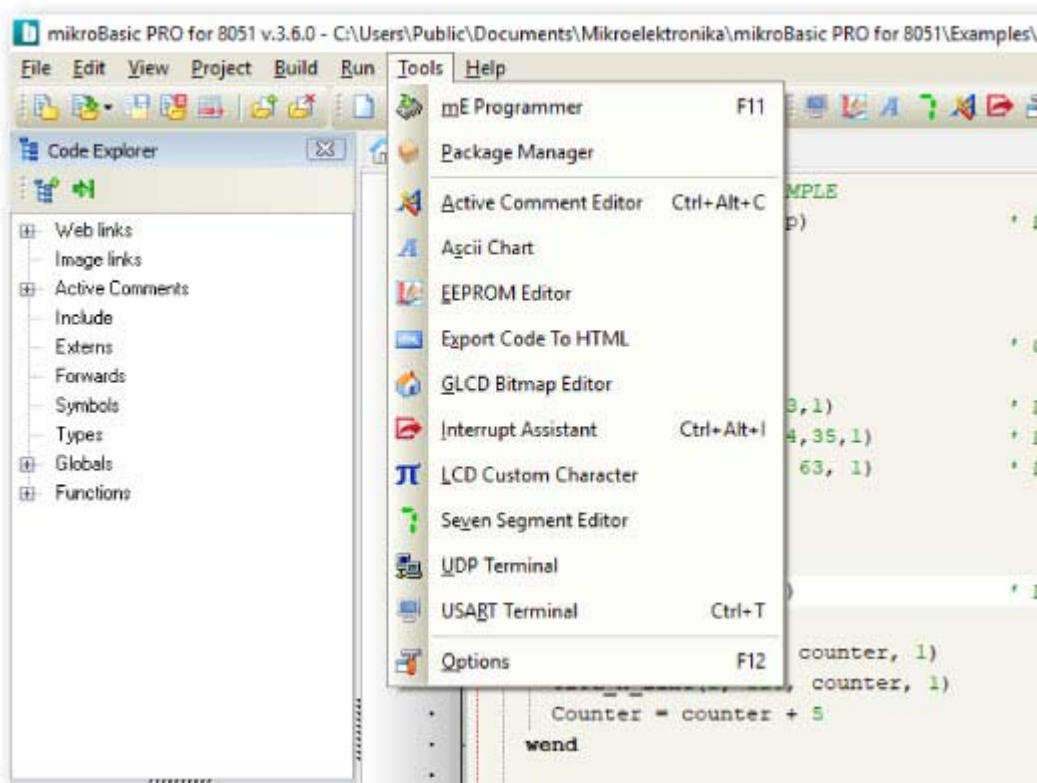 mikroBasic PRO for 8051 v.3.6.0 - C:\Users\Public\Documents\Mikroelektronika\mikroBasic PRO for 8051\Examples\
File Edit View Project Build Run Tools Help
mE Programmer F11
Code Explorer
Package Manager
MPLE
Active Comment Editor Ctrl+Alt+C
p) '
Web links
Ascii Chart
Image links
Active Comments
EEPROM Editor
Include
Export Code To HTML
Externs
Forwards
GLCD Bitmap Editor
Symbols
3,1) '
Types
Interrupt Assistant Ctrl+Alt+I
4,35,1) '
Globals
LCD Custom Character
63, 1) '
Functions
Seven Segment Editor
UDP Terminal
) '
USART Terminal Ctrl+T
counter, 1)
Options F12
counter, 1)
Counter = counter + 5
wend